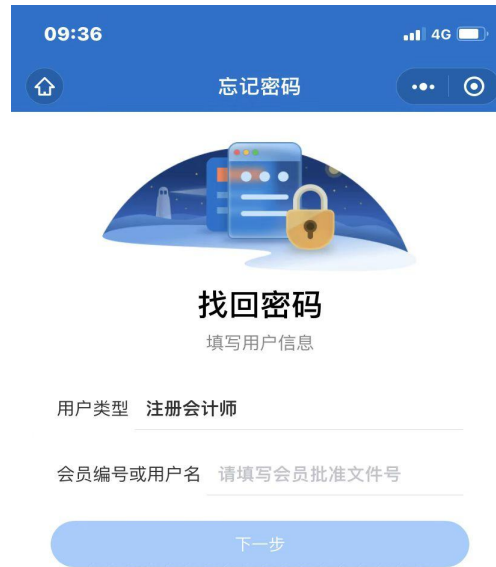 09:36
4G
忘记密码
找回密码
填写用户信息
用户类型 注册会计师
会员编号或用户名 请填写会员批准文件号
下一步